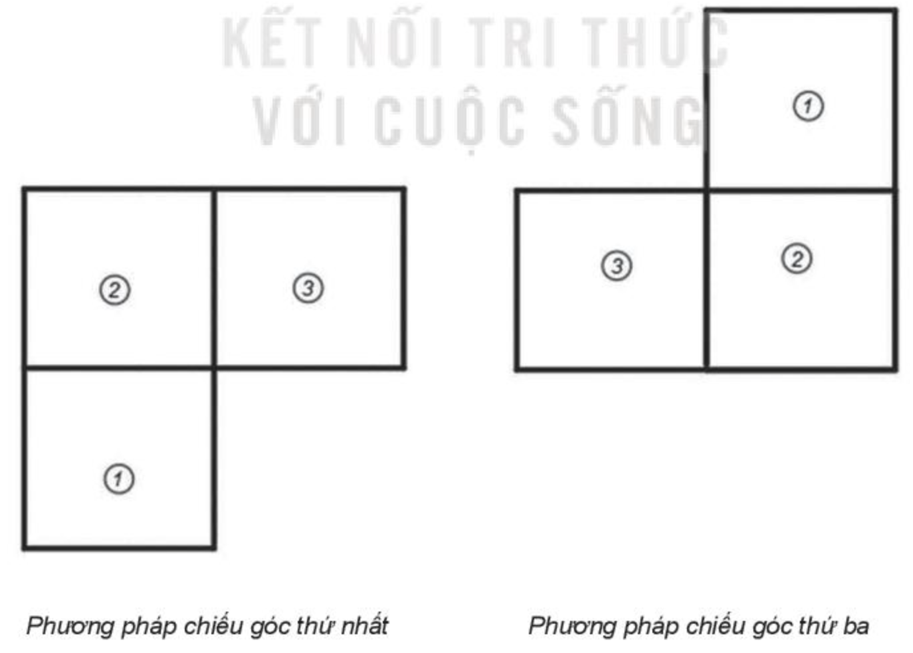 KẾT NỐI TRI THỨC
VỚI CUỘC SỐNG
1
2
3
3
2
1
Phương pháp chiếu góc thứ nhất
Phương pháp chiếu góc thứ ba